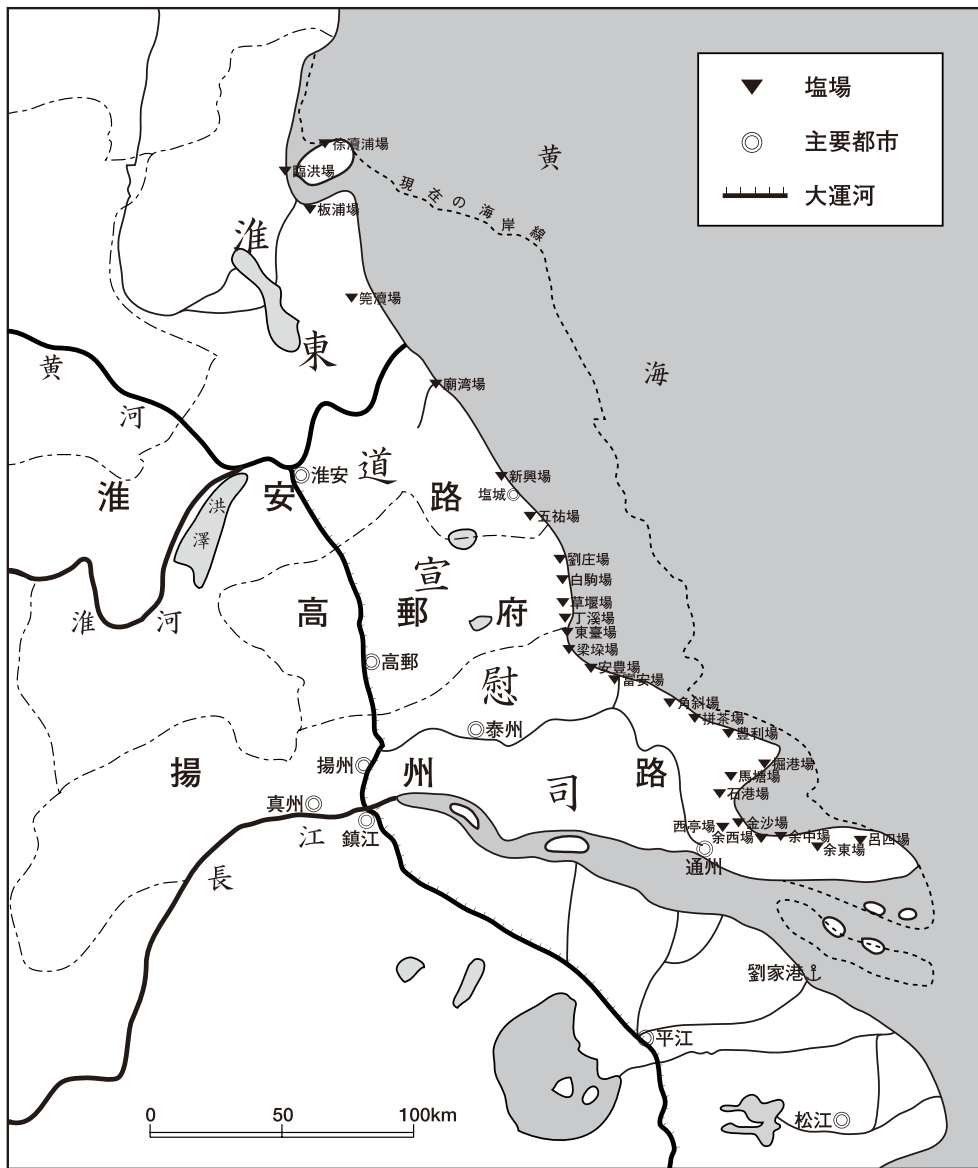 塩場
主要都市
大運河
黄
海
現在の海岸線
徐瀆浦場
臨洪場
板浦場
莞瀆場
廟湾場
新興場
塩城
五祐場
劉庄場
白駒場
草堰場
丁溪場
東臺場
梁垛場
安豊場
富安場
角斜場
拼茶場
豊利場
掘港場
馬塘場
石港場
西亭場
金沙場
余西場
余中場
余東場
呂四場
通州
淮東道宣慰司
黄河
淮安路
淮安
洪澤
淮河
高郵府
高郵
泰州
揚州路
揚州
真州
鎮江
長江
劉家港
平江
松江
0 50 100km